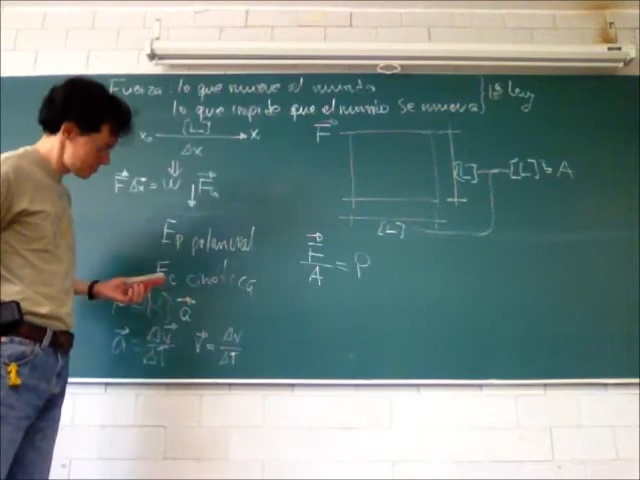 Fuerza: lo que mueve al mundo
lo que impide que el mundo se mueva } 1ª Ley
[L]
x₀ → x
Δx
F Δx = W F
Ep potencial
Ec cinética
a
a = Δv/ΔT v = Δv/ΔT
F
[L] [L]² A
[L]
F/A = P